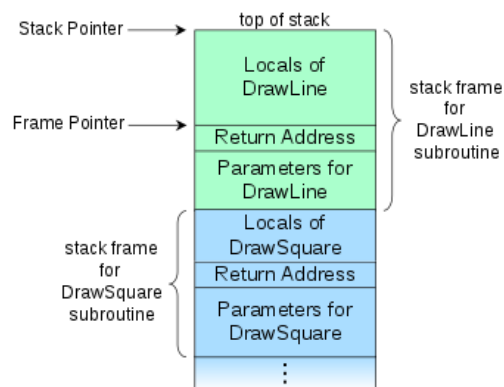 top of stack
Stack Pointer
Locals of
DrawLine
stack frame
for
DrawLine
subroutine
Frame Pointer
Return Address
Parameters for
DrawLine
Locals of
DrawSquare
stack frame
for
DrawSquare
subroutine
Return Address
Parameters for
DrawSquare